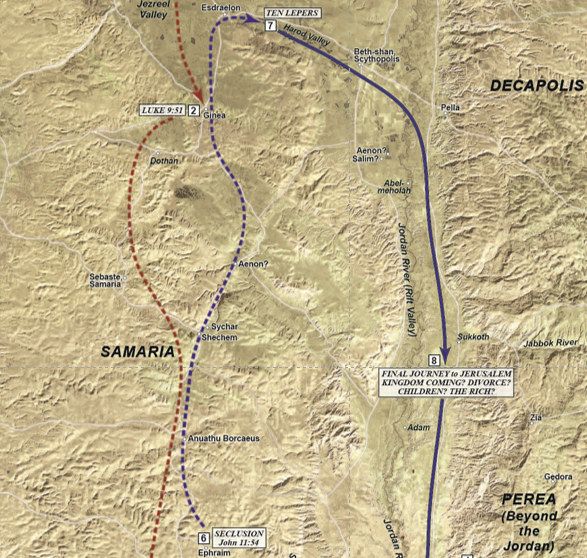 Jezreel
Valley
Esdraelon
TEN LEPERS
7
Harod Valley
Beth-shan
Scythopolis
DECAPOLIS
LUKE 9:51 2
Ginea
Pella
Dothan
Aenon?
Salim?
Abel-
meholah
Jordan River (Rift Valley)
Aenon?
Sebaste,
Samaria
Sychar
Shechem
SAMARIA
Sukkoth
Jabbok River
8
FINAL JOURNEY to JERUSALEM
KINGDOM COMING? DIVORCE?
CHILDREN? THE RICH?
Adam
Zia
Anuathu Borcaeus
Gedora
PEREA
(Beyond
the
Jordan)
6 SECLUSION
John 11:54
Ephraim
Jordan R